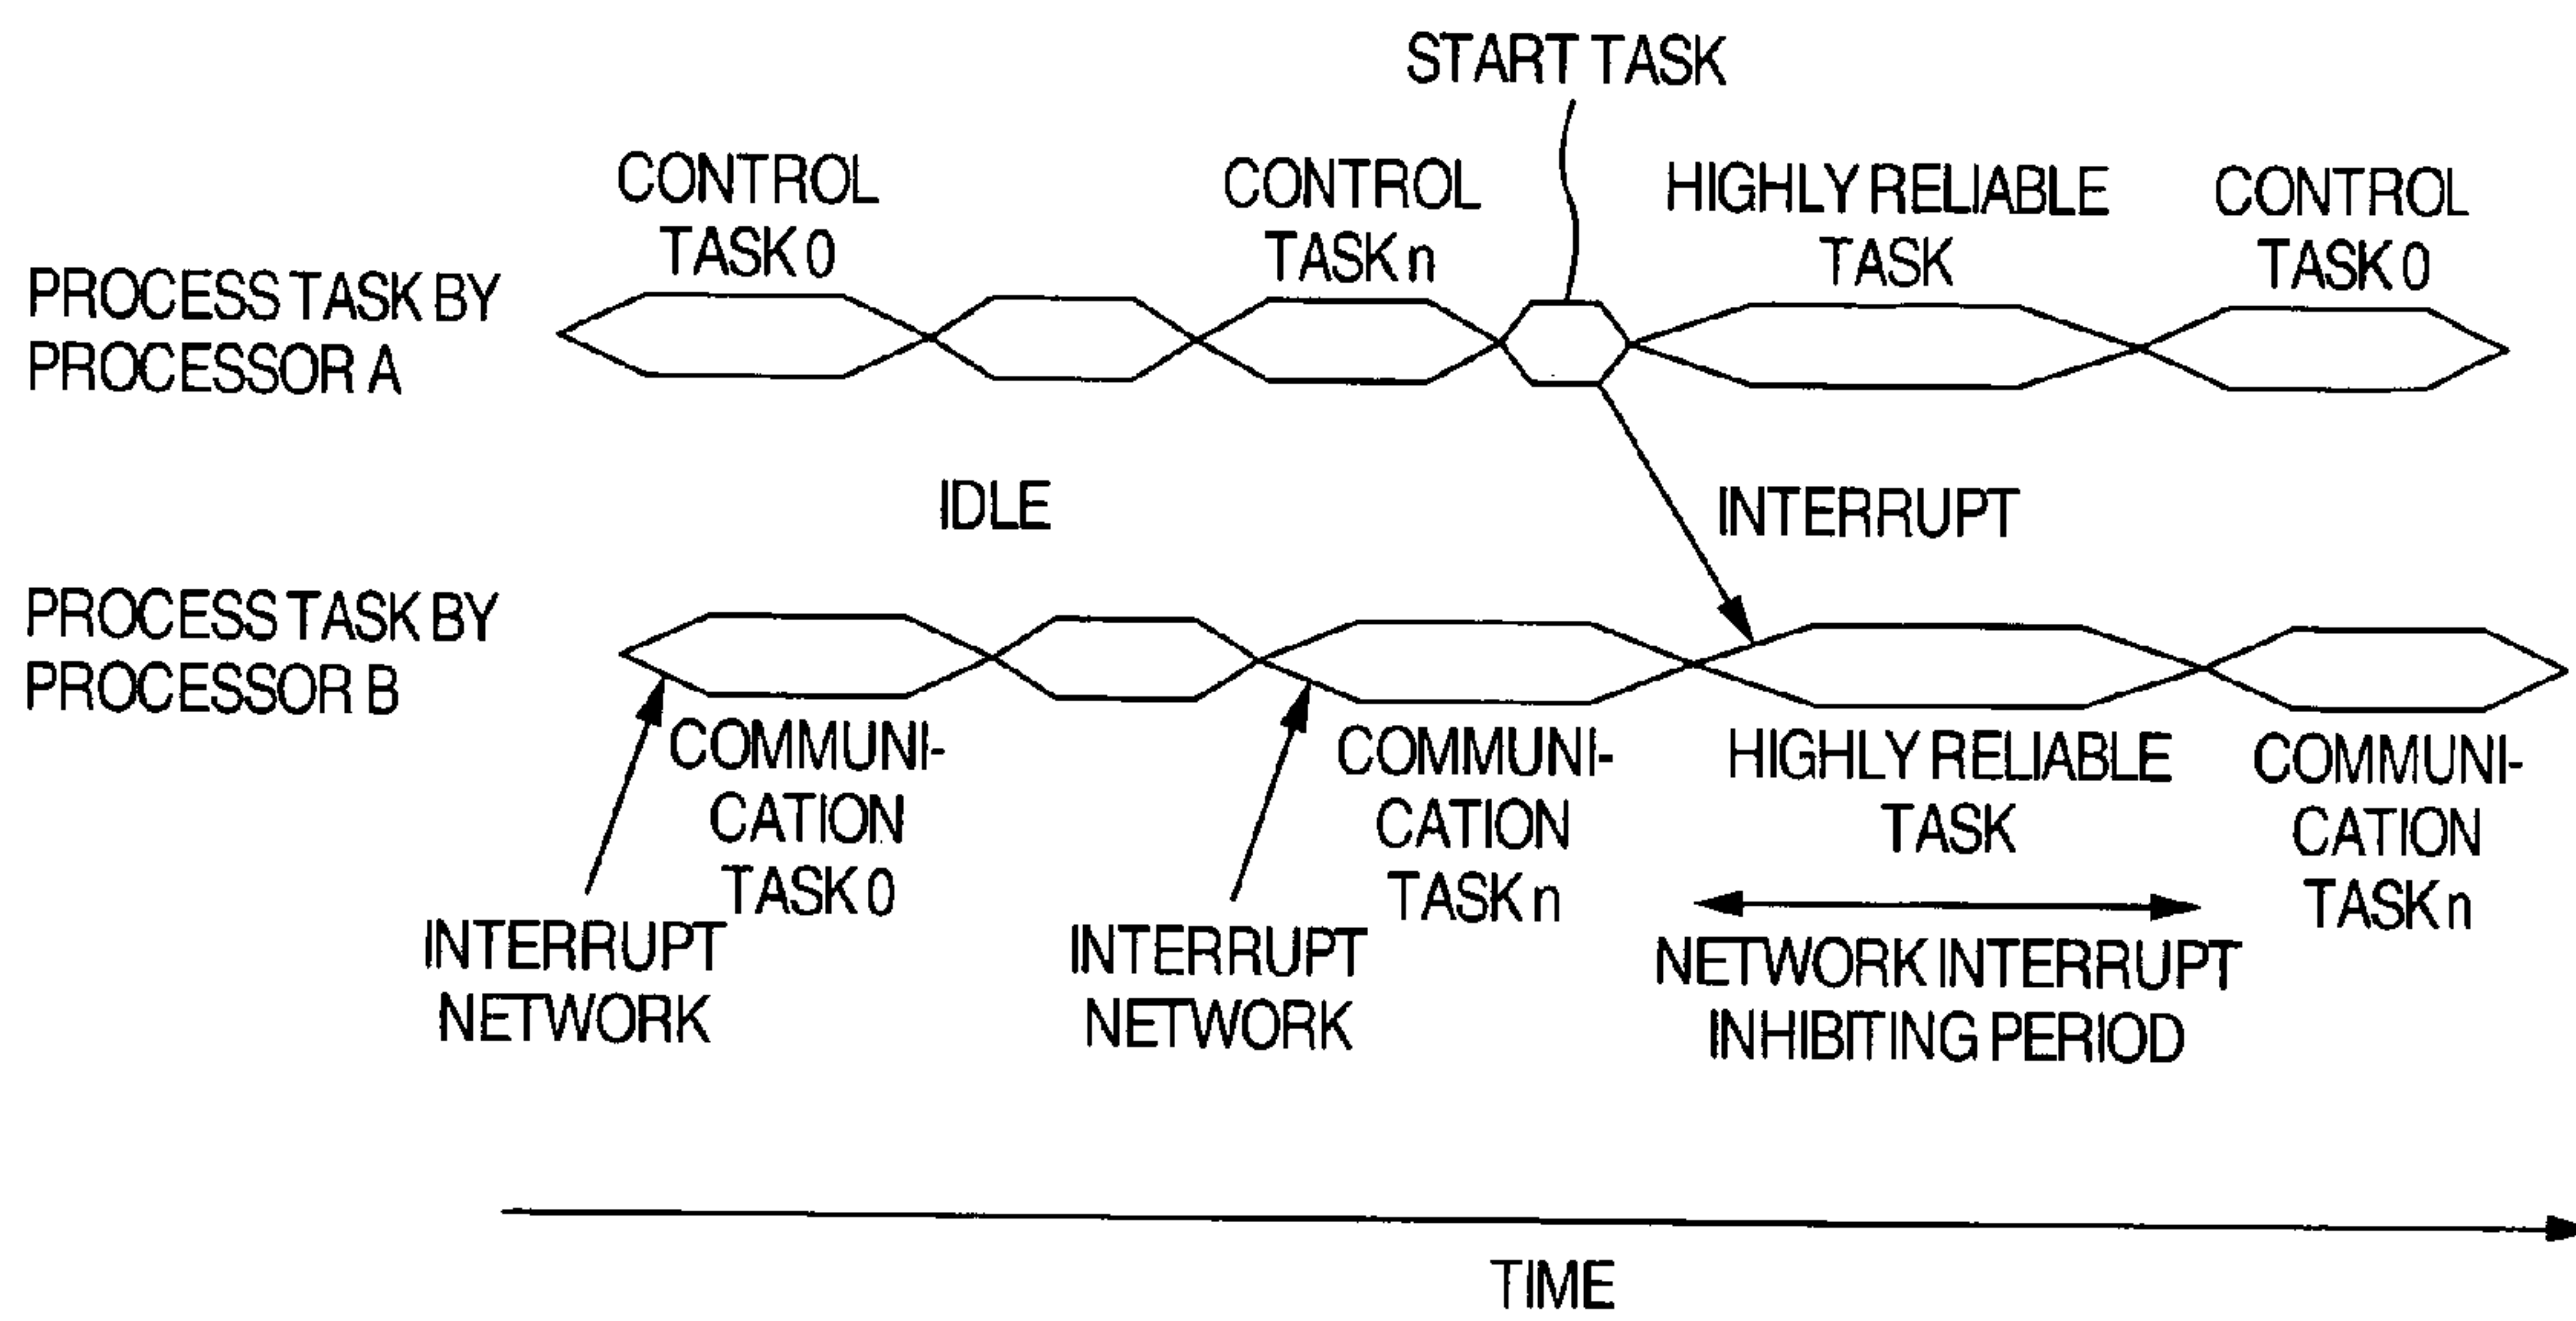 START TASK
CONTROL
TASK 0
CONTROL
TASK n
HIGHLY RELIABLE
TASK
CONTROL
TASK 0
PROCESS TASK BY
PROCESSOR A
IDLE
INTERRUPT
PROCESS TASK BY
PROCESSOR B
COMMUNI-
CATION
TASK 0
COMMUNI-
CATION
TASK n
HIGHLY RELIABLE
TASK
COMMUNI-
CATION
TASK n
INTERRUPT
NETWORK
INTERRUPT
NETWORK
NETWORK INTERRUPT
INHIBITING PERIOD
TIME